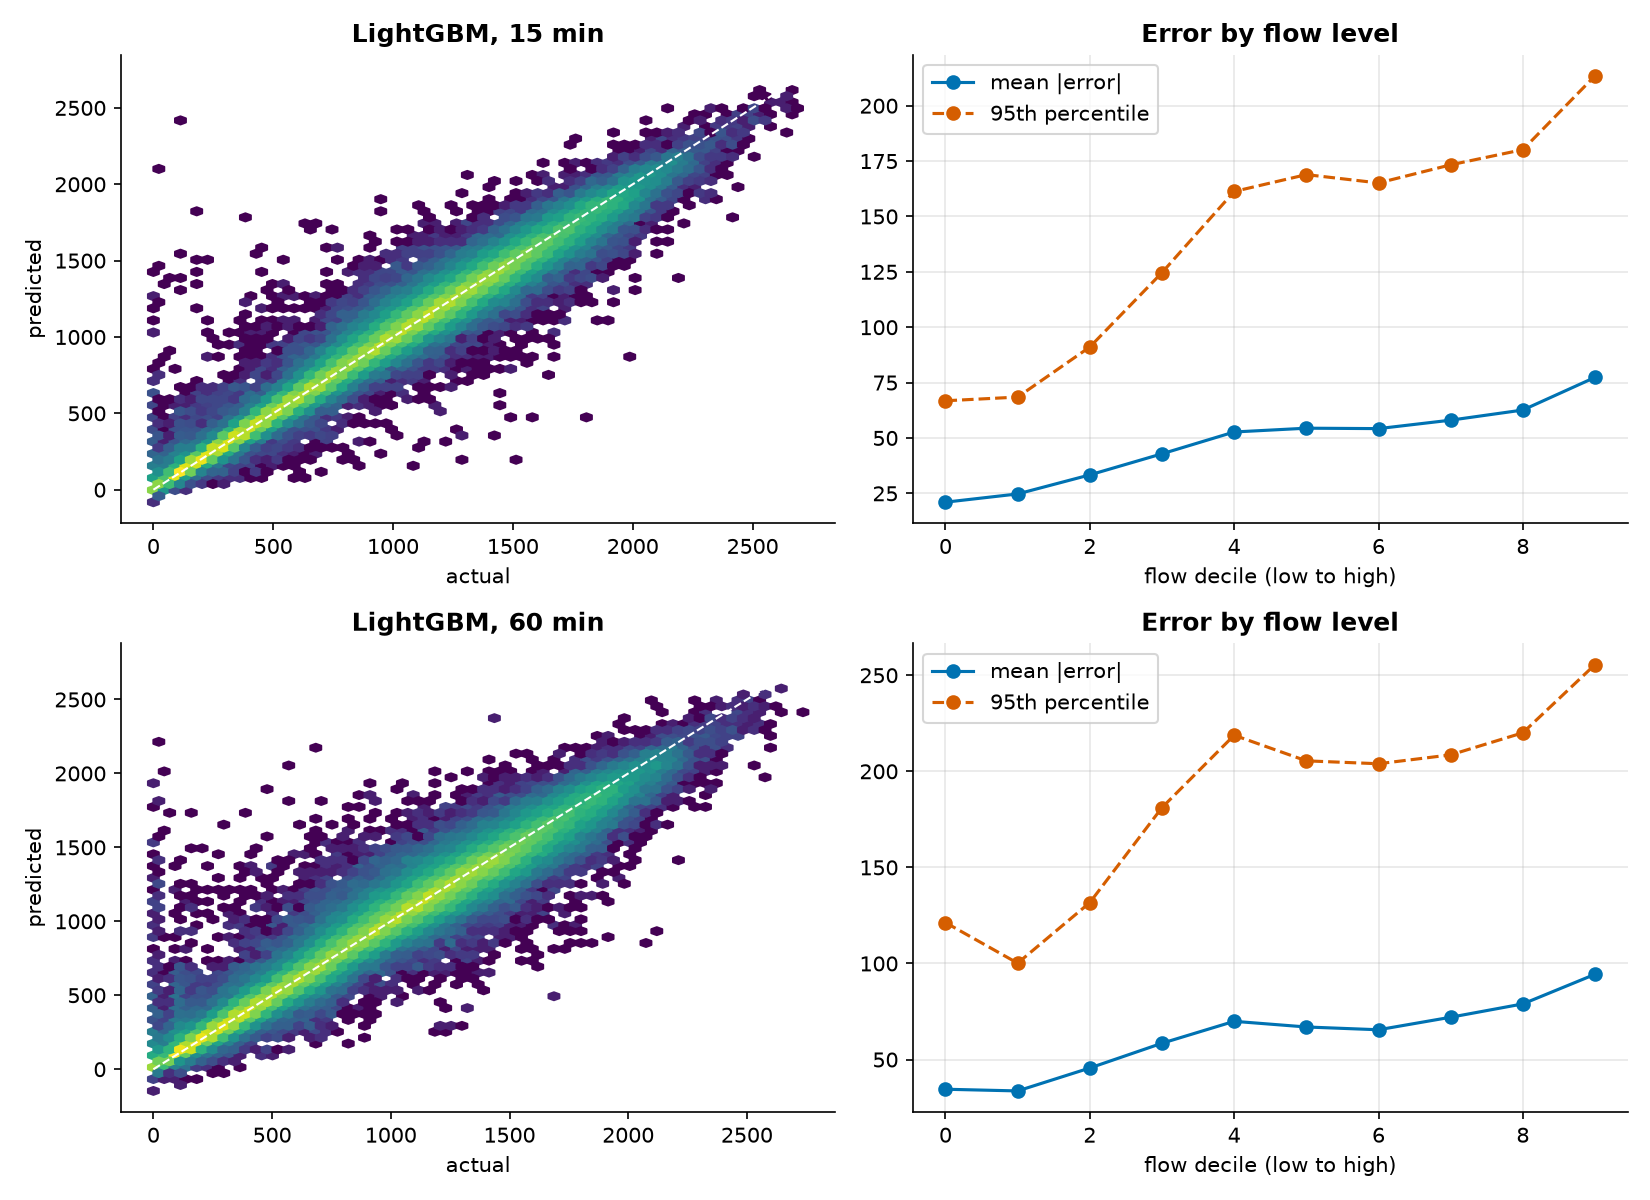 LightGBM, 15 min
2500
2000
1500
1000
500
0
predicted
0 500 1000 1500 2000 2500
actual
Error by flow level
mean |error|
95th percentile
200
175
150
125
100
75
50
25
0 2 4 6 8
flow decile (low to high)
LightGBM, 60 min
2500
2000
1500
1000
500
0
predicted
0 500 1000 1500 2000 2500
actual
Error by flow level
mean |error|
95th percentile
250
200
150
100
50
0 2 4 6 8
flow decile (low to high)